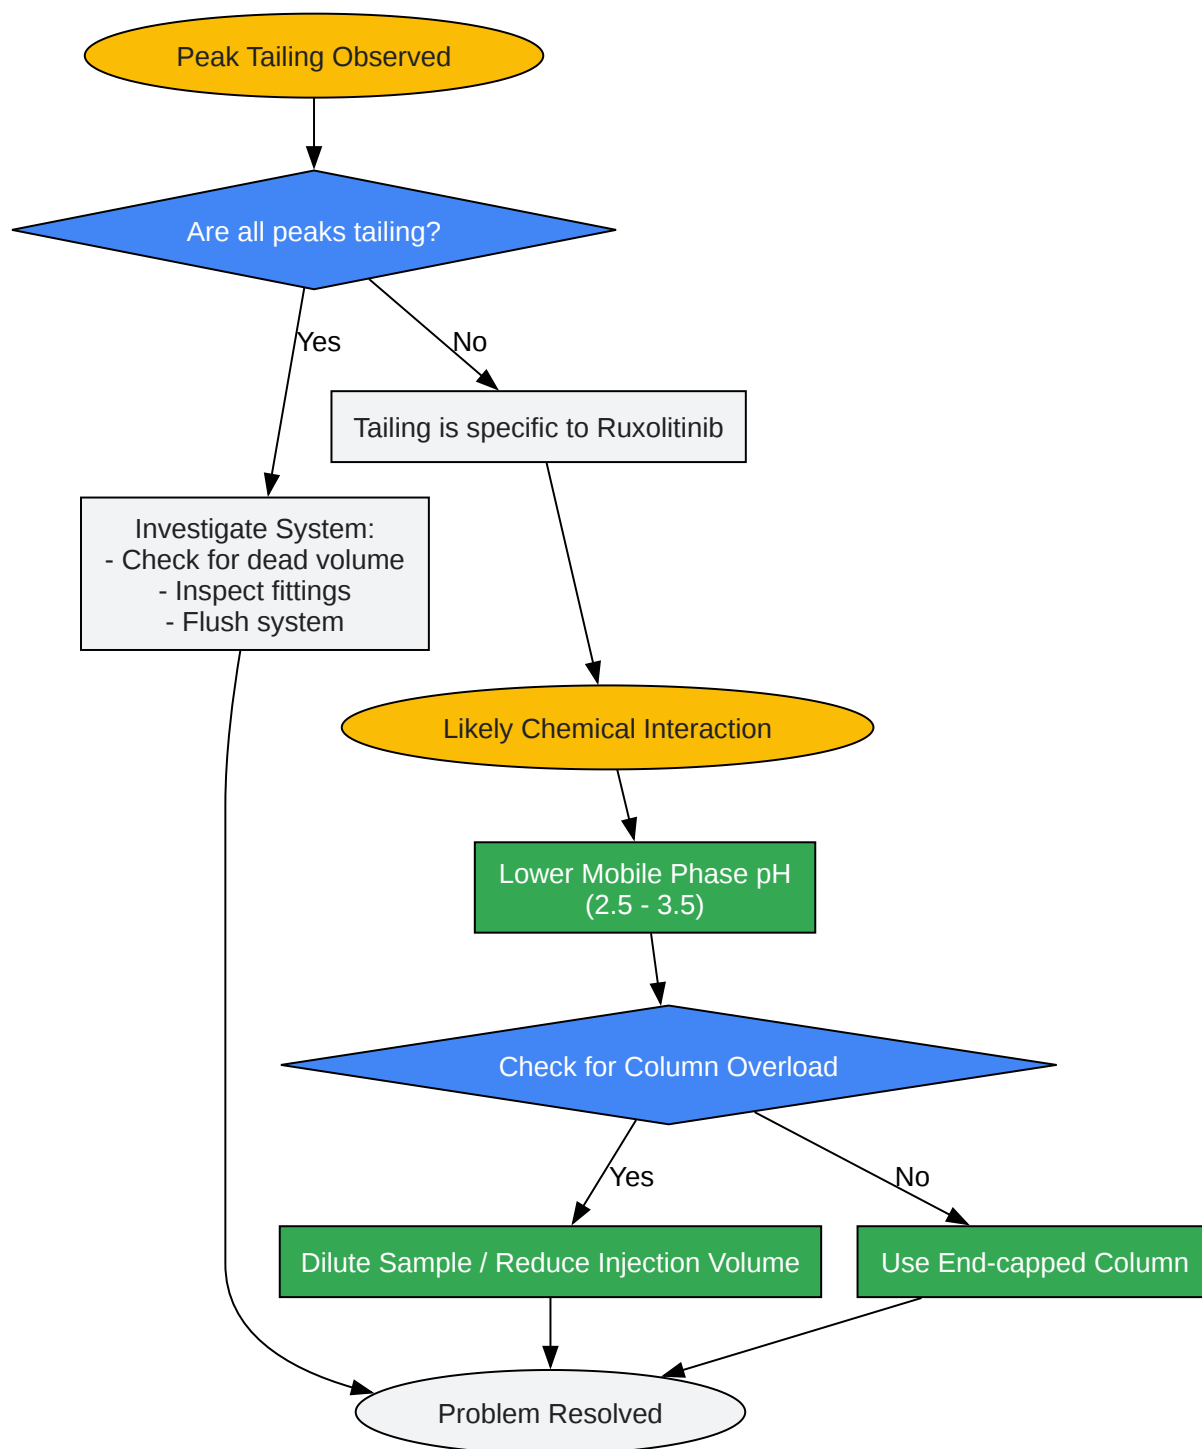 Peak Tailing Observed
Are all peaks tailing?
Yes
No
Tailing is specific to Ruxolitinib
Investigate System:
- Check for dead volume
- Inspect fittings
- Flush system
Likely Chemical Interaction
Lower Mobile Phase pH
(2.5 - 3.5)
Check for Column Overload
Yes
No
Dilute Sample / Reduce Injection Volume
Use End-capped Column
Problem Resolved